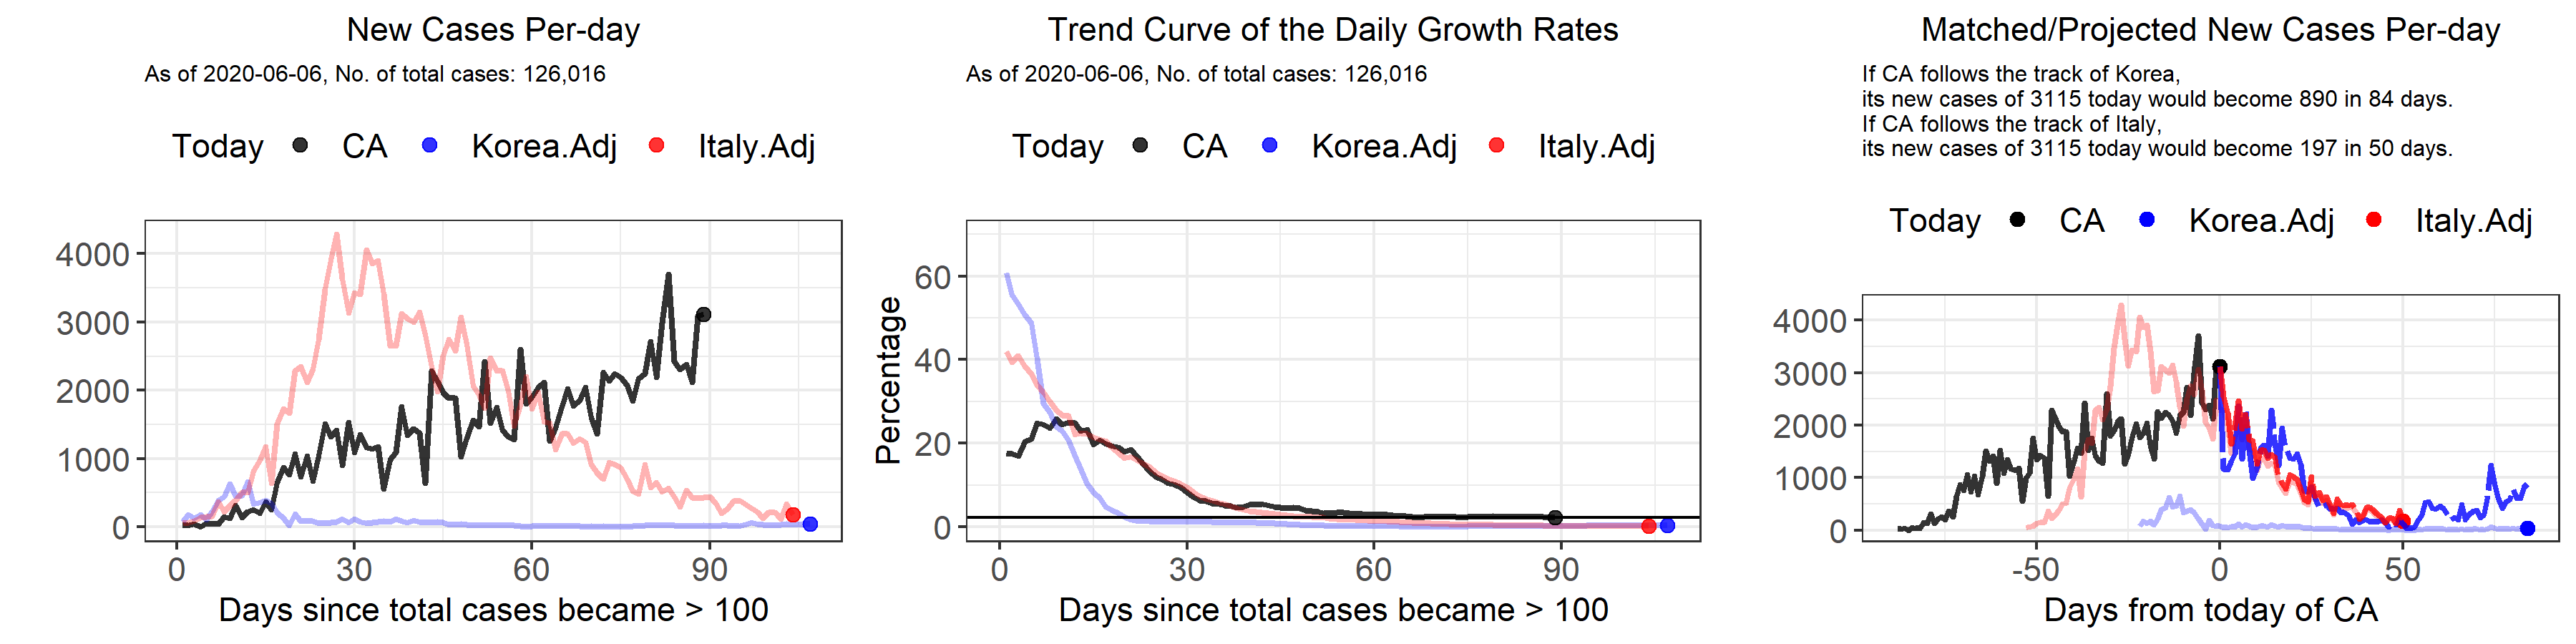 New Cases Per-day
As of 2020-06-06, No. of total cases: 126,016
Today CA Korea.Adj Italy.Adj
4000
3000
2000
1000
0
0 30 60 90
Days since total cases became > 100
Trend Curve of the Daily Growth Rates
As of 2020-06-06, No. of total cases: 126,016
Today CA Korea.Adj Italy.Adj
Percentage
60
40
20
0
0 30 60 90
Days since total cases became > 100
Matched/Projected New Cases Per-day
If CA follows the track of Korea,
its new cases of 3115 today would become 890 in 84 days.
If CA follows the track of Italy,
its new cases of 3115 today would become 197 in 50 days.
Today CA Korea.Adj Italy.Adj
4000
3000
2000
1000
0
-50 0 50
Days from today of CA